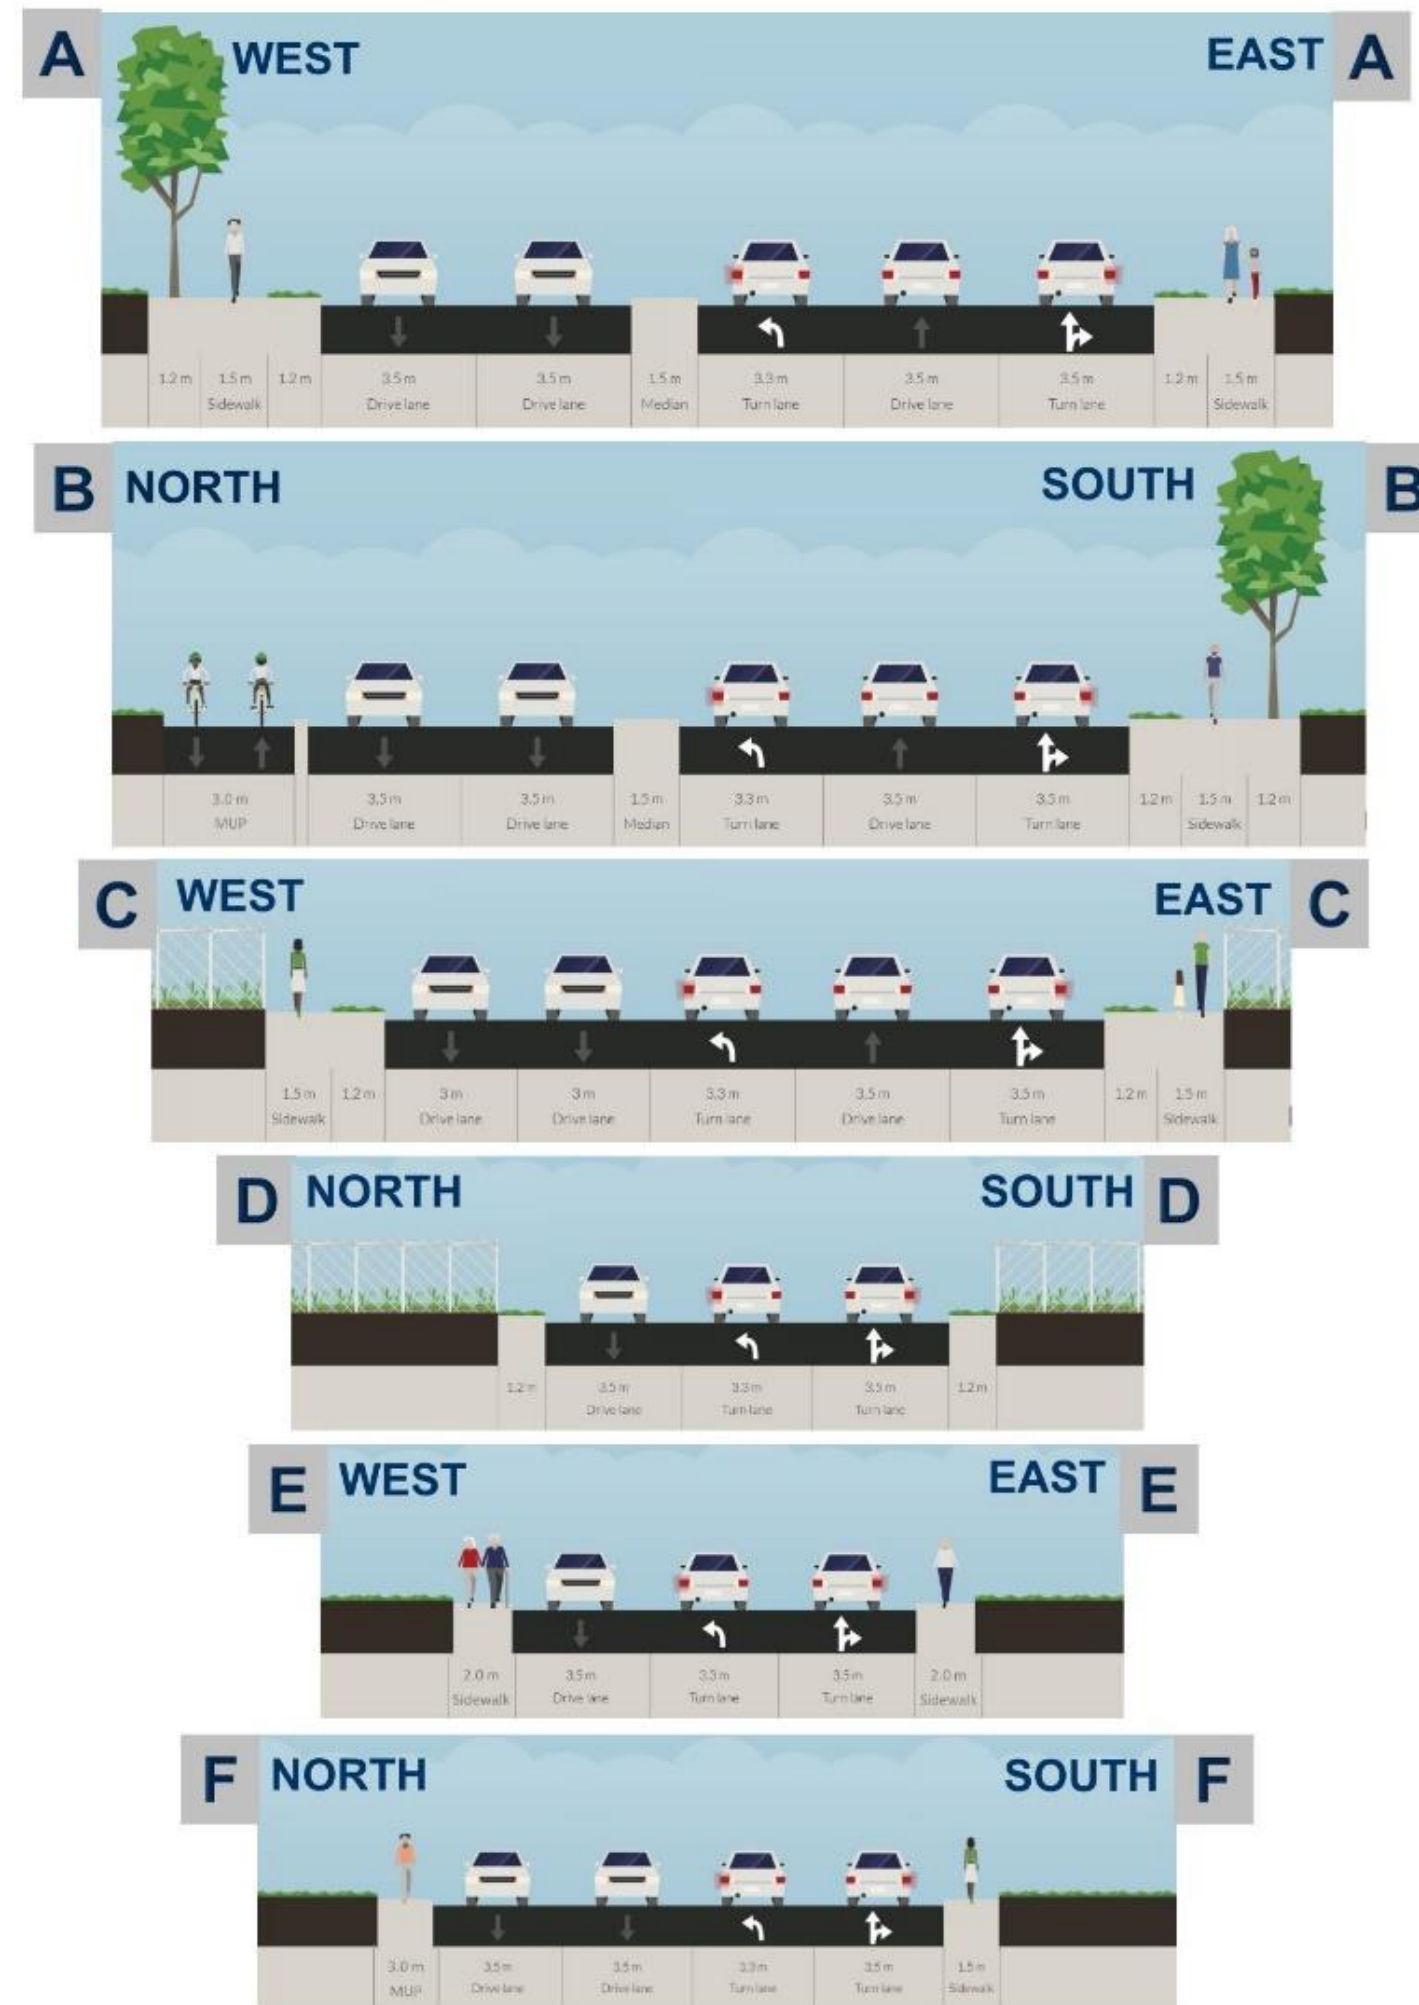 A WEST EAST A
1.2 m 1.5 m 1.2 m 3.5 m 3.5 m 1.5 m 3.3 m 3.5 m 3.5 m 1.2 m 1.5 m
Sidewalk Drive lane Drive lane Median Turn lane Drive lane Turn lane Sidewalk
B NORTH SOUTH B
3.0 m 3.5 m 3.5 m 1.5 m 3.3 m 3.5 m 3.5 m 1.2 m 1.5 m 1.2 m
MUP Drive lane Drive lane Median Turn lane Drive lane Turn lane Sidewalk
C WEST EAST C
1.5 m 1.2 m 3 m 3 m 3.3 m 3.5 m 3.5 m 1.2 m 1.5 m
Sidewalk Drive lane Drive lane Turn lane Drive lane Turn lane Sidewalk
D NORTH SOUTH D
1.2 m 3.5 m 3.3 m 3.5 m 1.2 m
Drive lane Turn lane Turn lane
E WEST EAST E
2.0 m 3.5 m 3.3 m 3.5 m 2.0 m
Sidewalk Drive lane Turn lane Turn lane Sidewalk
F NORTH SOUTH F
3.0 m 3.5 m 3.5 m 3.3 m 3.5 m 1.5 m
MUP Drive lane Drive lane Turn lane Turn lane Sidewalk